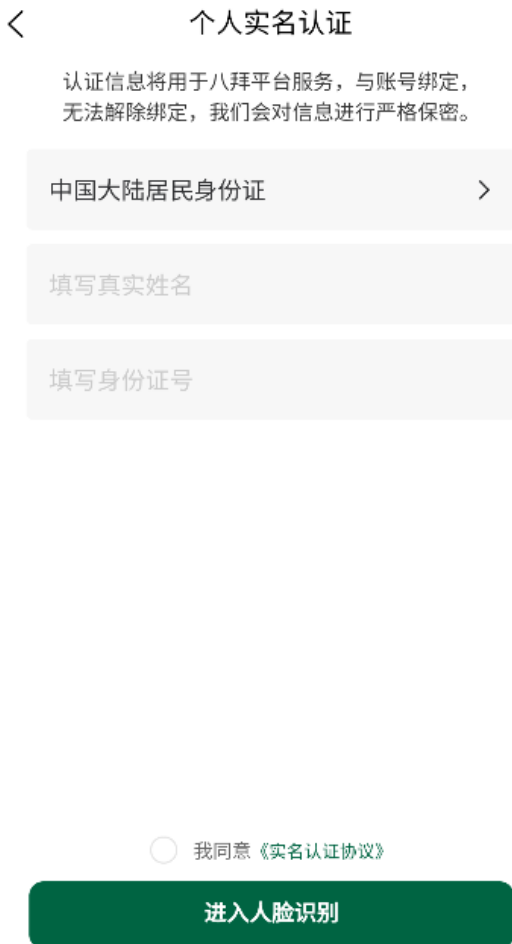 个人实名认证
认证信息将用于八拜平台服务，与账号绑定，
无法解除绑定，我们会对信息进行严格保密。
中国大陆居民身份证
填写真实姓名
填写身份证号
我同意《实名认证协议》
进入人脸识别